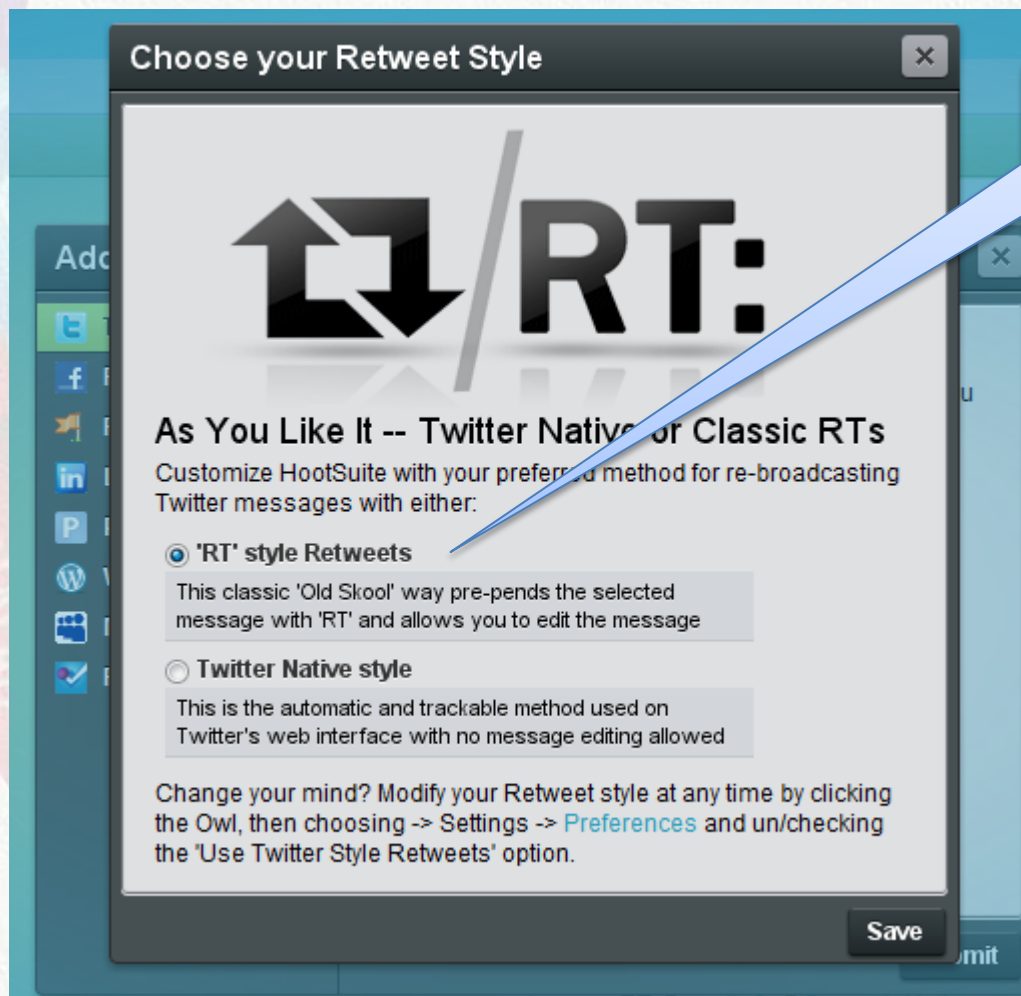 Choose your Retweet Style
RT:
Add
As You Like It -- Twitter Native or Classic RTs
Customize HootSuite with your preferred method for re-broadcasting
Twitter messages with either:
'RT' style Retweets
This classic 'Old Skool' way pre-pends the selected
message with 'RT' and allows you to edit the message
Twitter Native style
This is the automatic and trackable method used on
Twitter's web interface with no message editing allowed
Change your mind? Modify your Retweet style at any time by clicking
the Owl, then choosing -> Settings -> Preferences and un/checking
the 'Use Twitter Style Retweets' option.
Save